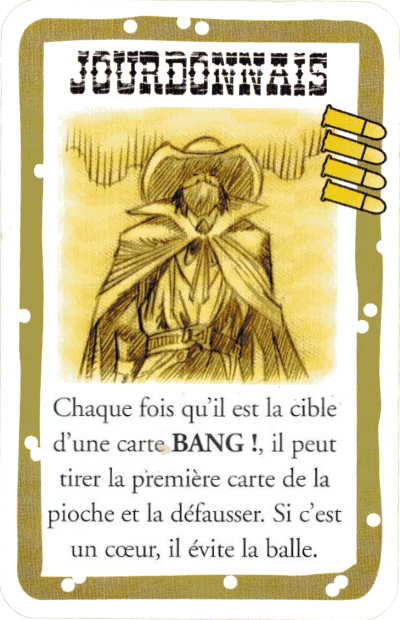 JOURDONNAIS
Chaque fois qu'il est la cible
d'une carte BANG !, il peut
tirer la première carte de la
pioche et la défausser. Si c'est
un cœur, il évite la balle.